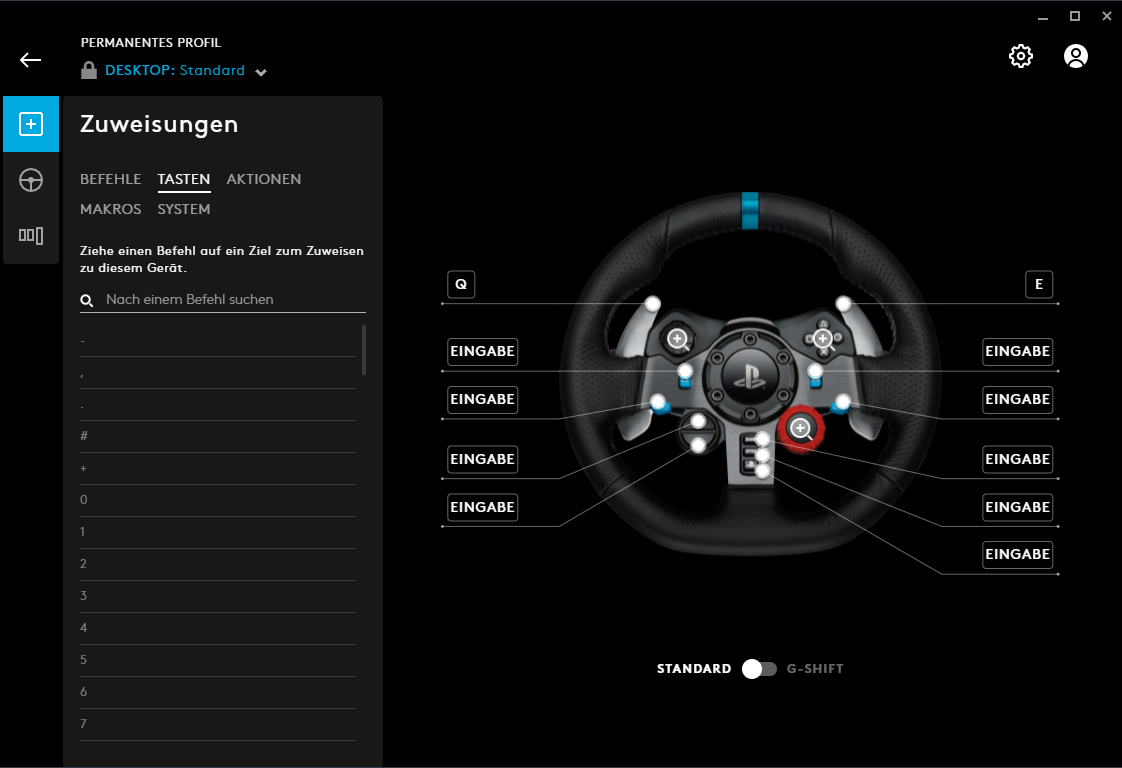 PERMANENTES PROFIL
DESKTOP: Standard
Zuweisungen
BEFEHLE TASTEN AKTIONEN
MAKROS SYSTEM
Ziehe einen Befehl auf ein Ziel zum Zuweisen
zu diesem Gerät.
Nach einem Befehl suchen
-
,
.
#
+
0
1
2
3
4
5
6
7
Q
EINGABE
EINGABE
EINGABE
EINGABE
E
EINGABE
EINGABE
EINGABE
EINGABE
EINGABE
STANDARD G-SHIFT